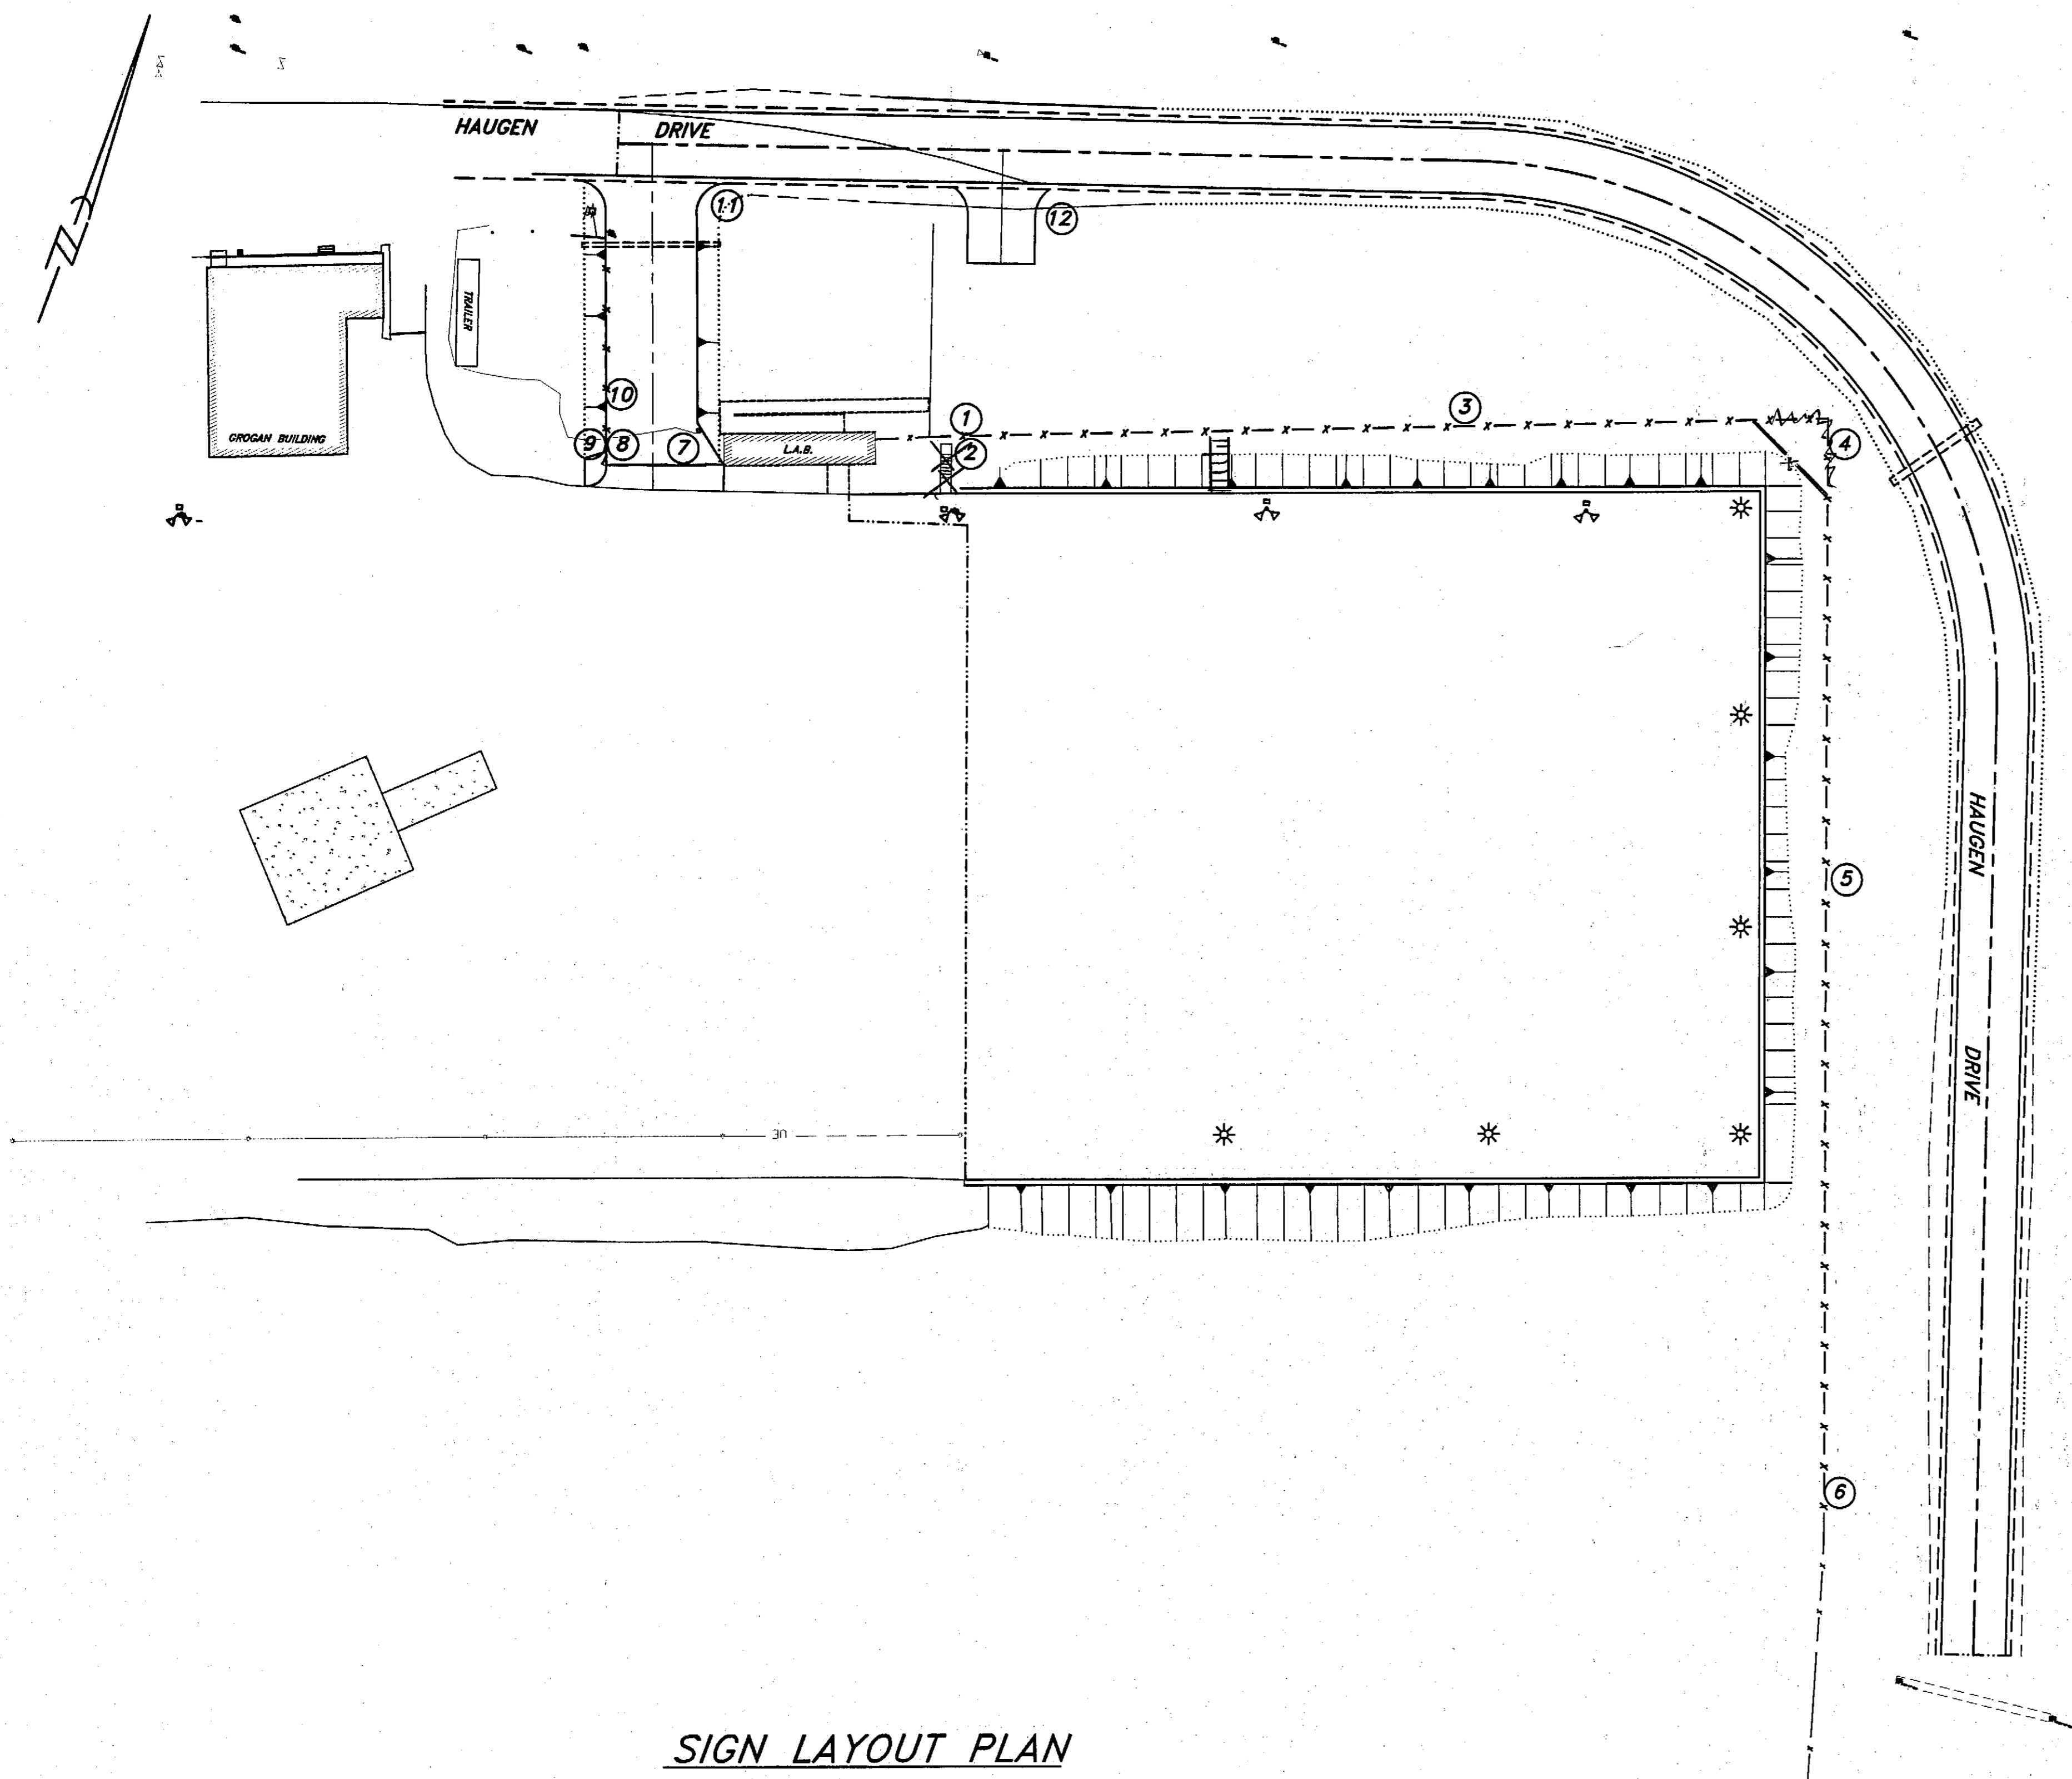 HAUGEN DRIVE
11
12
N
TRAILER
10
1
3
GROGAN BUILDING
9
8
7
L.A.B.
2
4
5
HAUGEN
DRIVE
6
SIGN LAYOUT PLAN